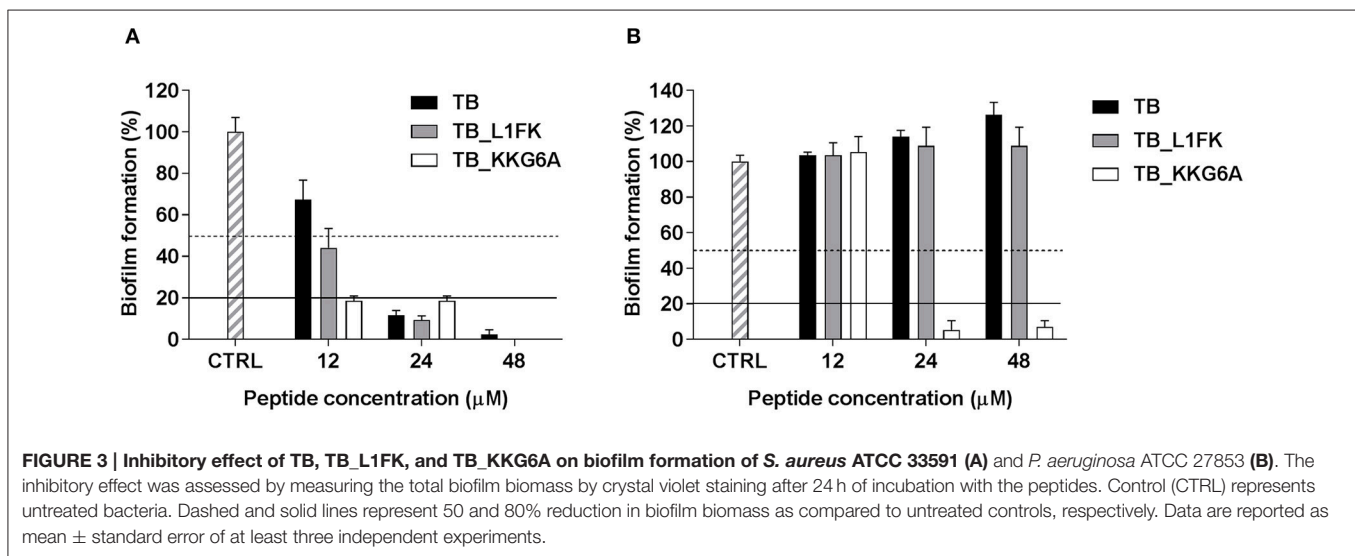 A
B
Biofilm formation (%)
120
100
80
60
40
20
0
CTRL
12
24
48
Peptide concentration (μM)
TB
TB_L1FK
TB_KKG6A
Biofilm formation (%)
140
120
100
80
60
40
20
0
CTRL
12
24
48
Peptide concentration (μM)
TB
TB_L1FK
TB_KKG6A
FIGURE 3 | Inhibitory effect of TB, TB_L1FK, and TB_KKG6A on biofilm formation of S. aureus ATCC 33591 (A) and P. aeruginosa ATCC 27853 (B). The
inhibitory effect was assessed by measuring the total biofilm biomass by crystal violet staining after 24 h of incubation with the peptides. Control (CTRL) represents
untreated bacteria. Dashed and solid lines represent 50 and 80% reduction in biofilm biomass as compared to untreated controls, respectively. Data are reported as
mean ± standard error of at least three independent experiments.